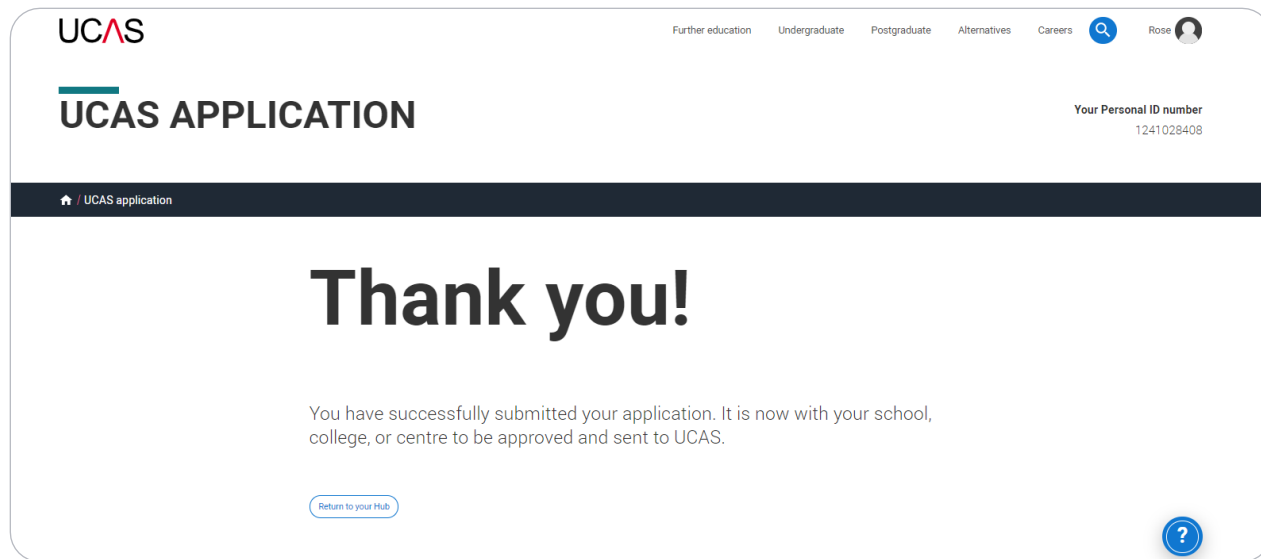 UCAS
Further education Undergraduate Postgraduate Alternatives Careers Rose
UCAS APPLICATION
Your Personal ID number
1241028408
/ UCAS application
Thank you!
You have successfully submitted your application. It is now with your school,
college, or centre to be approved and sent to UCAS.
Return to your Hub
?